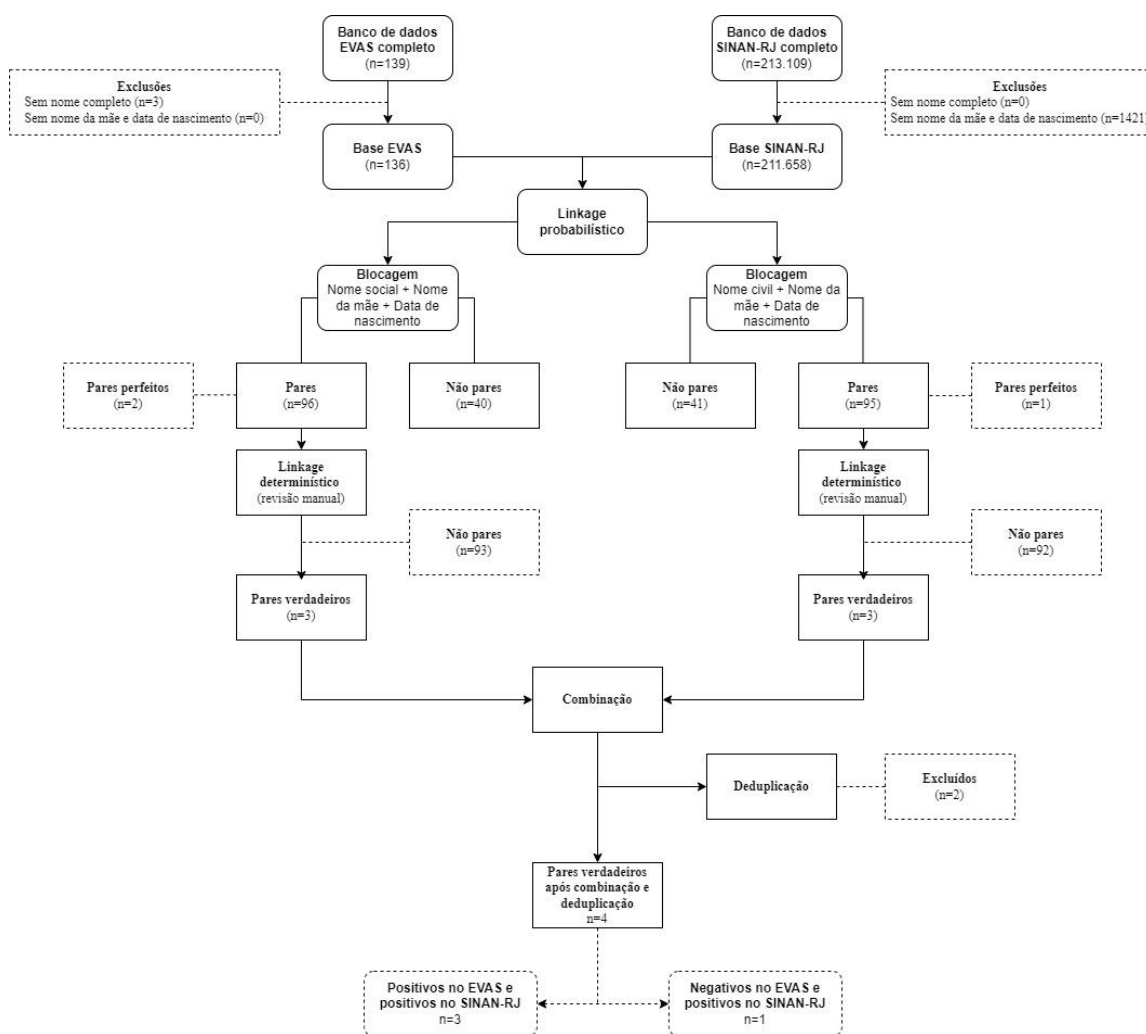 Banco de dados
EVAS completo
(n=139)
Banco de dados
SINAN-RJ completo
(n=213.109)
Exclusões
Sem nome completo (n=3)
Sem nome da mãe e data de nascimento (n=0)
Exclusões
Sem nome completo (n=0)
Sem nome da mãe e data de nascimento (n=1421)
Base EVAS
(n=136)
Base SINAN-RJ
(n=211.658)
Linkage
probabilístico
Blocagem
Nome social + Nome
da mãe + Data de
nascimento
Blocagem
Nome civil + Nome da
mãe + Data de
nascimento
Pares perfeitos
(n=2)
Pares
(n=96)
Não pares
(n=40)
Não pares
(n=41)
Pares
(n=95)
Pares perfeitos
(n=1)
Linkage
determinístico
(revisão manual)
Linkage
determinístico
(revisão manual)
Não pares
(n=93)
Não pares
(n=92)
Pares verdadeiros
(n=3)
Pares verdadeiros
(n=3)
Combinação
Deduplicação
Excluídos
(n=2)
Pares verdadeiros
após combinação e
deduplicação
n=4
Positivos no EVAS e
positivos no SINAN-RJ
n=3
Negativos no EVAS e
positivos no SINAN-RJ
n=1